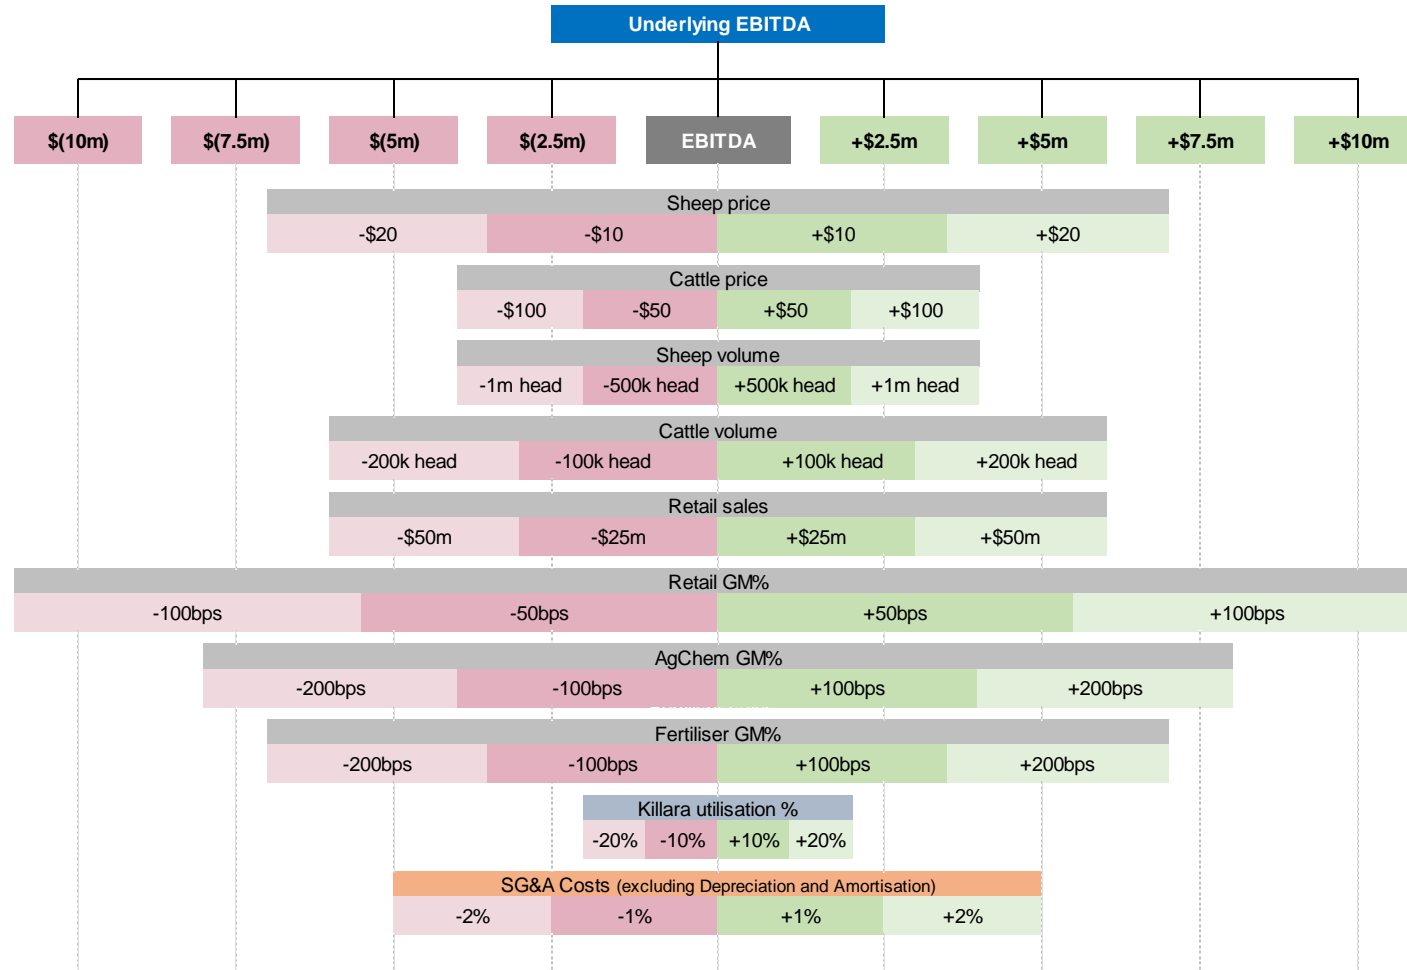 Underlying EBITDA
$(10m) $(7.5m) $(5m) $(2.5m) EBITDA +$2.5m +$5m +$7.5m +$10m
Sheep price
-$20 -$10 +$10 +$20
Cattle price
-$100 -$50 +$50 +$100
Sheep volume
-1m head -500k head +500k head +1m head
Cattle volume
-200k head -100k head +100k head +200k head
Retail sales
-$50m -$25m +$25m +$50m
Retail GM%
-100bps -50bps +50bps +100bps
AgChem GM%
-200bps -100bps +100bps +200bps
Fertiliser GM%
-200bps -100bps +100bps +200bps
Killara utilisation %
-20% -10% +10% +20%
SG&A Costs (excluding Depreciation and Amortisation)
-2% -1% +1% +2%